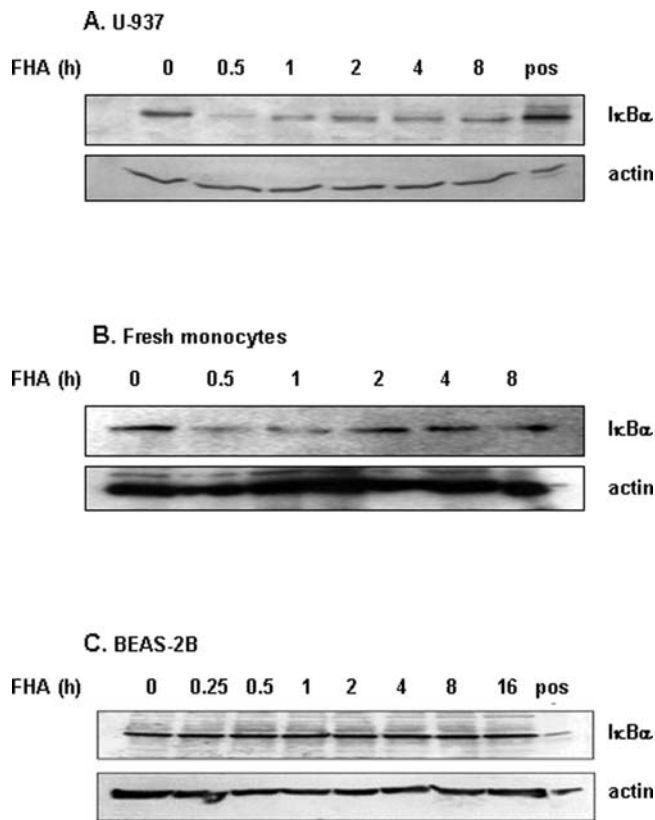 A. U-937
FHA (h) 0 0.5 1 2 4 8 pos
IκBα
actin
B. Fresh monocytes
FHA (h) 0 0.5 1 2 4 8
IκBα
actin
C. BEAS-2B
FHA (h) 0 0.25 0.5 1 2 4 8 16 pos
IκBα
actin